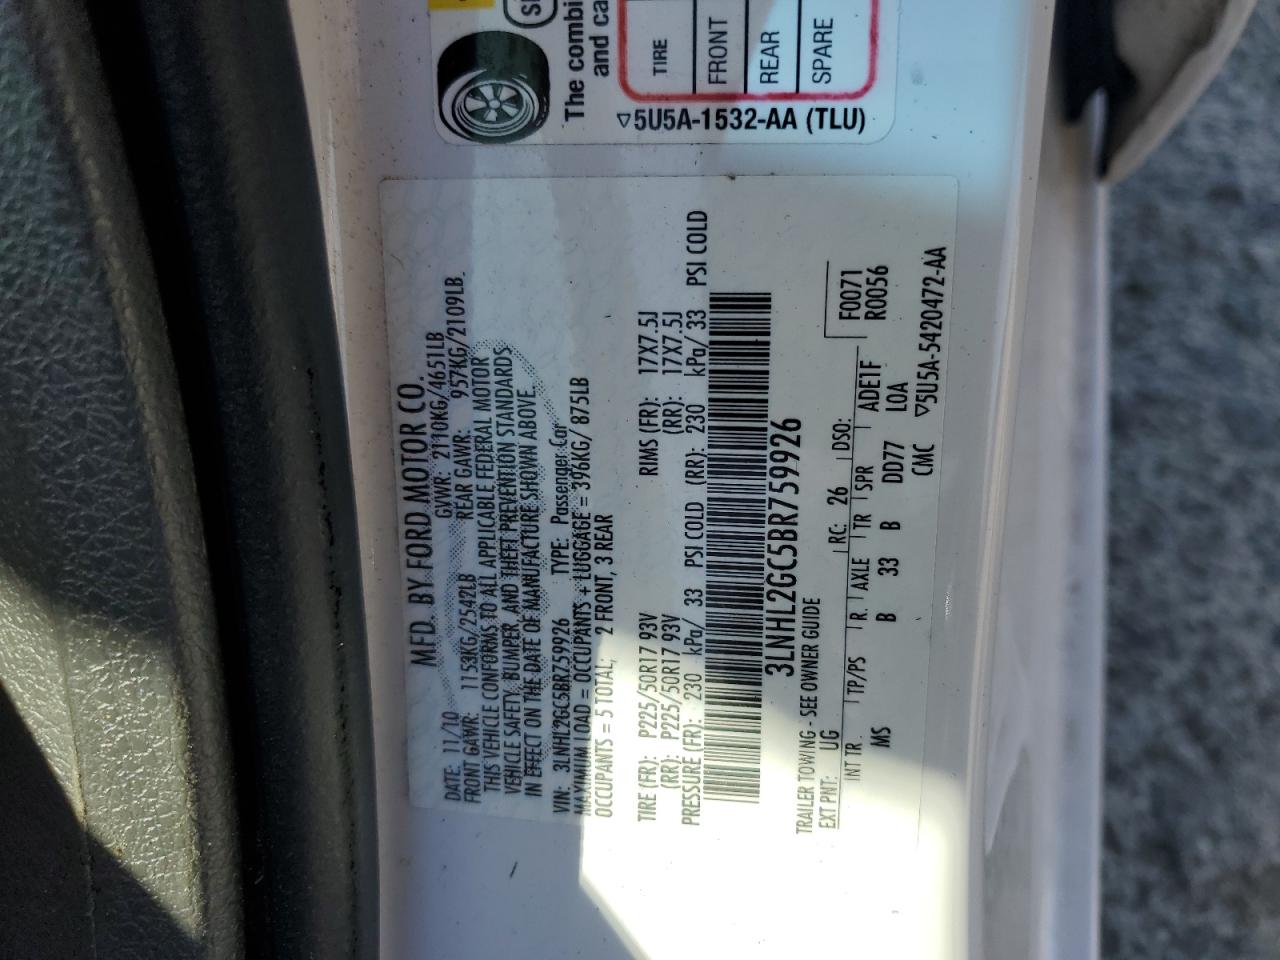 SE
The combi
and ca
TIRE
FRONT
REAR
SPARE
▽5U5A-1532-AA (TLU)
MFD. BY FORD MOTOR CO.
DATE: 11/10 GVWR: 2110KG/4651LB
FRONT GAWR: 1153KG/2542LB REAR GAWR: 957KG/2109LB
THIS VEHICLE CONFORMS TO ALL APPLICABLE FEDERAL MOTOR
VEHICLE SAFETY, BUMPER, AND THEFT PREVENTION STANDARDS
IN EFFECT ON THE DATE OF MANUFACTURE SHOWN ABOVE.
VIN: 3LNHL2GC5BR759926 TYPE: Passenger Car
MAXIMUM LOAD = OCCUPANTS + LUGGAGE = 396KG/ 875LB
OCCUPANTS = 5 TOTAL; 2 FRONT, 3 REAR
TIRE (FR): P225/50R17 93V RIMS (FR): 17X7.5J
(RR): P225/50R17 93V (RR): 17X7.5J
PRESSURE (FR): 230 kPa/ 33 PSI COLD (RR): 230 kPa/ 33 PSI COLD
3LNHL2GC5BR759926
TRAILER TOWING - SEE OWNER GUIDE
EXT PNT: UG RC: 26 DSO: F0071
R0056
INT TR TP/PS R AXLE TR SPR ADE1F
MS B 33 B DD77 LOA
CMC ▽5U5A-5420472-AA